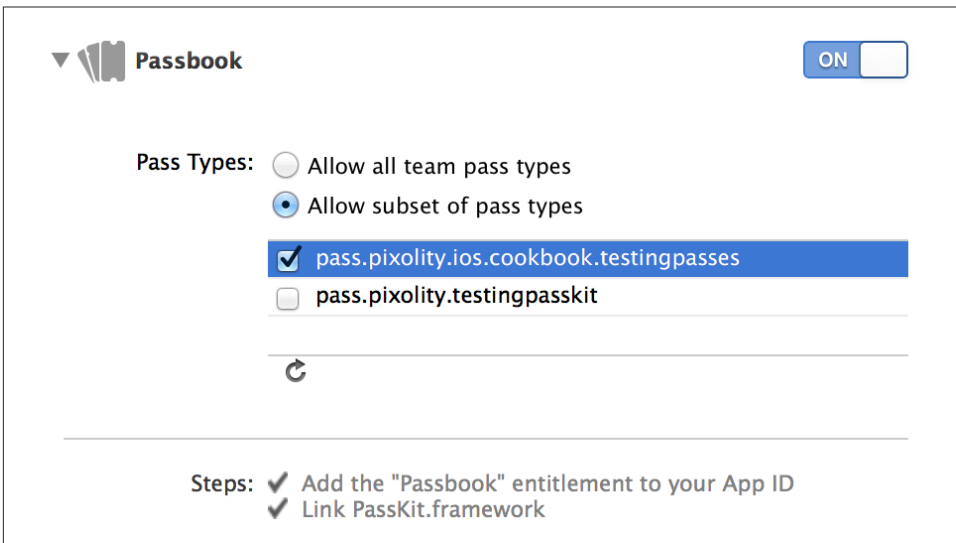 Passbook
ON
Pass Types:
Allow all team pass types
Allow subset of pass types
pass.pixolity.ios.cookbook.testingpasses
pass.pixolity.testingpasskit
Steps:
Add the "Passbook" entitlement to your App ID
Link PassKit.framework